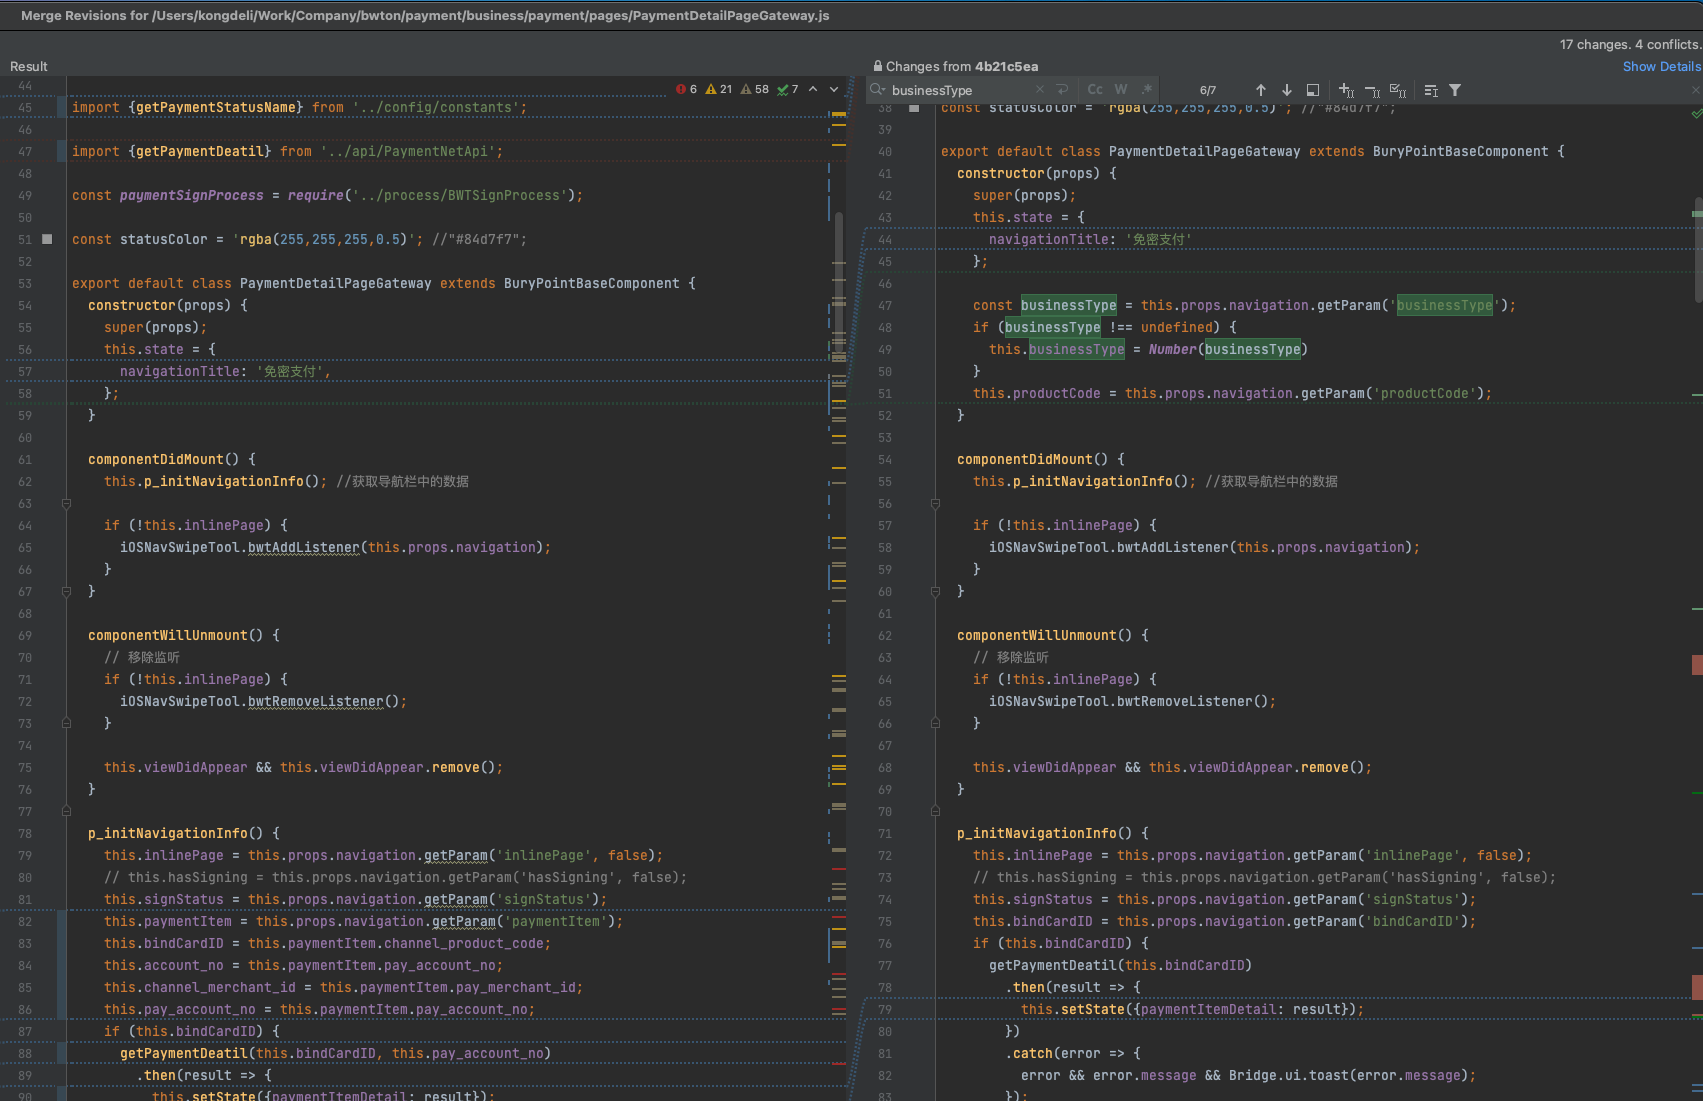 Merge Revisions for /Users/kongdeli/Work/Company/bwton/payment/business/payment/pages/PaymentDetailPageGateway.js
17 changes. 4 conflicts.
Result
Changes from 4b21c5ea
Show Details
6 21 58 7
businessType
Cc W .*
6/7
44
45 import {getPaymentStatusName} from '../config/constants';
46
47 import {getPaymentDeatil} from '../api/PaymentNetApi';
48
49 const paymentSignProcess = require('../process/BWTSignProcess');
50
51 const statusColor = 'rgba(255,255,255,0.5)'; //"#84d7f7";
52
53 export default class PaymentDetailPageGateway extends BuryPointBaseComponent {
54 constructor(props) {
55 super(props);
56 this.state = {
57 navigationTitle: '免密支付',
58 };
59 }
60
61 componentDidMount() {
62 this.p_initNavigationInfo(); //获取导航栏中的数据
63
64 if (!this.inlinePage) {
65 iOSNavSwipeTool.bwtAddListener(this.props.navigation);
66 }
67 }
68
69 componentWillUnmount() {
70 // 移除监听
71 if (!this.inlinePage) {
72 iOSNavSwipeTool.bwtRemoveListener();
73 }
74
75 this.viewDidAppear && this.viewDidAppear.remove();
76 }
77
78 p_initNavigationInfo() {
79 this.inlinePage = this.props.navigation.getParam('inlinePage', false);
80 // this.hasSigning = this.props.navigation.getParam('hasSigning', false);
81 this.signStatus = this.props.navigation.getParam('signStatus');
82 this.paymentItem = this.props.navigation.getParam('paymentItem');
83 this.bindCardID = this.paymentItem.channel_product_code;
84 this.account_no = this.paymentItem.pay_account_no;
85 this.channel_merchant_id = this.paymentItem.pay_merchant_id;
86 this.pay_account_no = this.paymentItem.pay_account_no;
87 if (this.bindCardID) {
88 getPaymentDeatil(this.bindCardID, this.pay_account_no)
89 .then(result => {
90 this.setState({paymentItemDetail: result});
38 const statusColor = 'rgba(255,255,255,0.5)'; //"#84d7f7";
39
40 export default class PaymentDetailPageGateway extends BuryPointBaseComponent {
41 constructor(props) {
42 super(props);
43 this.state = {
44 navigationTitle: '免密支付'
45 };
46
47 const businessType = this.props.navigation.getParam('businessType');
48 if (businessType !== undefined) {
49 this.businessType = Number(businessType)
50 }
51 this.productCode = this.props.navigation.getParam('productCode');
52 }
53
54 componentDidMount() {
55 this.p_initNavigationInfo(); //获取导航栏中的数据
56
57 if (!this.inlinePage) {
58 iOSNavSwipeTool.bwtAddListener(this.props.navigation);
59 }
60 }
61
62 componentWillUnmount() {
63 // 移除监听
64 if (!this.inlinePage) {
65 iOSNavSwipeTool.bwtRemoveListener();
66 }
67
68 this.viewDidAppear && this.viewDidAppear.remove();
69 }
70
71 p_initNavigationInfo() {
72 this.inlinePage = this.props.navigation.getParam('inlinePage', false);
73 // this.hasSigning = this.props.navigation.getParam('hasSigning', false);
74 this.signStatus = this.props.navigation.getParam('signStatus');
75 this.bindCardID = this.props.navigation.getParam('bindCardID');
76 if (this.bindCardID) {
77 getPaymentDeatil(this.bindCardID)
78 .then(result => {
79 this.setState({paymentItemDetail: result});
80 })
81 .catch(error => {
82 error && error.message && Bridge.ui.toast(error.message);
83 });